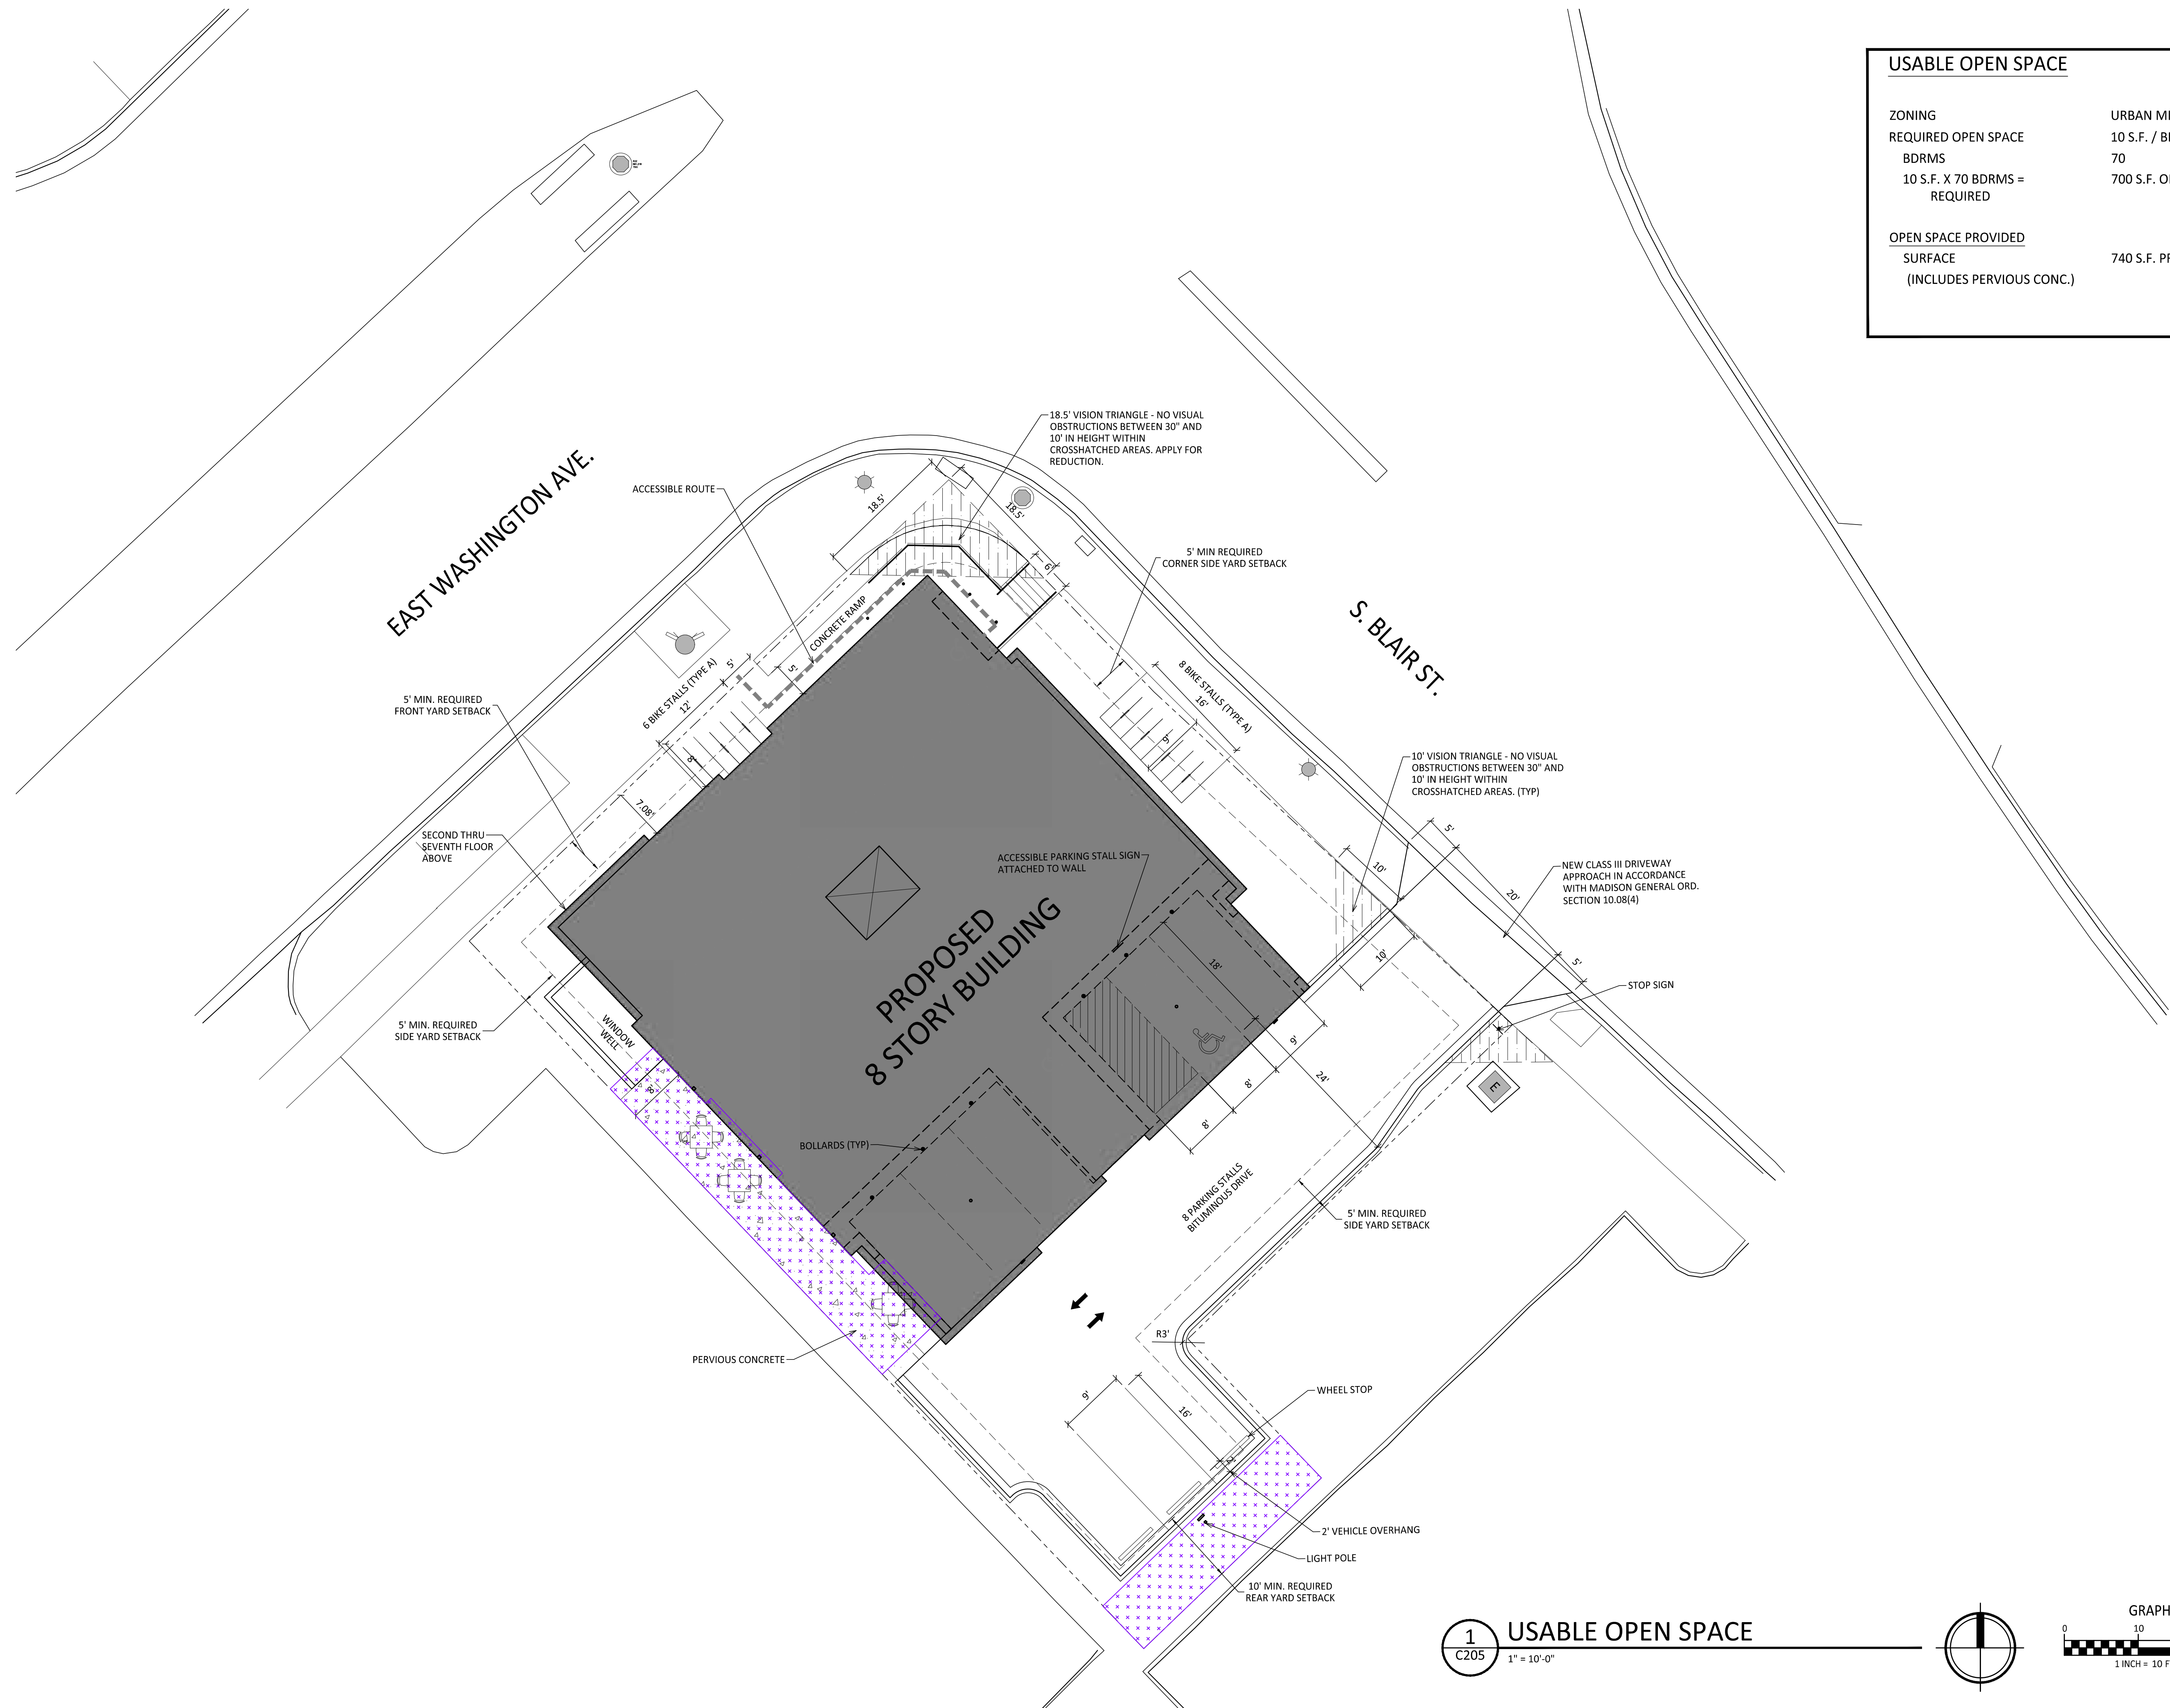 USABLE OPEN SPACE
ZONING
URBAN
REQUIRED OPEN SPACE
10 S.F. /
BDRMS
70
10 S.F. X 70 BDRMS =
700 S.F.
REQUIRED
OPEN SPACE PROVIDED
SURFACE
740 S.F.
(INCLUDES PERVIOUS CONC.)
18.5' VISION TRIANGLE - NO VISUAL
OBSTRUCTIONS BETWEEN 30" AND
10' IN HEIGHT WITHIN
CROSSHATCHED AREAS. APPLY FOR
REDUCTION.
EAST WASHINGTON AVE.
ACCESSIBLE ROUTE
18.5'
18.5'
6'
5' MIN REQUIRED
CORNER SIDE YARD SETBACK
S. BLAIR ST.
CONCRETE RAMP
5'
5'
6 BIKE STALLS (TYPE A)
12'
8'
8 BIKE STALLS (TYPE A)
16'
9'
5' MIN. REQUIRED
FRONT YARD SETBACK
7.08'
10' VISION TRIANGLE - NO VISUAL
OBSTRUCTIONS BETWEEN 30" AND
10' IN HEIGHT WITHIN
CROSSHATCHED AREAS. (TYP)
SECOND THRU
SEVENTH FLOOR
ABOVE
ACCESSIBLE PARKING STALL SIGN
ATTACHED TO WALL
5'
10'
20'
NEW CLASS III DRIVEWAY
APPROACH IN ACCORDANCE
WITH MADISON GENERAL ORD.
SECTION 10.08(4)
PROPOSED
8 STORY BUILDING
18'
10'
5'
STOP SIGN
5' MIN. REQUIRED
SIDE YARD SETBACK
WINDOW
WELL
9'
24'
8'
8'
8'
E
BOLLARDS (TYP)
8 PARKING STALLS
BITUMINOUS DRIVE
5' MIN. REQUIRED
SIDE YARD SETBACK
R3'
PERVIOUS CONCRETE
9'
16'
WHEEL STOP
2'
2' VEHICLE OVERHANG
LIGHT POLE
10' MIN. REQUIRED
REAR YARD SETBACK
1
C205
USABLE OPEN SPACE
1" = 10'-0"
0
10
1 INCH = 10